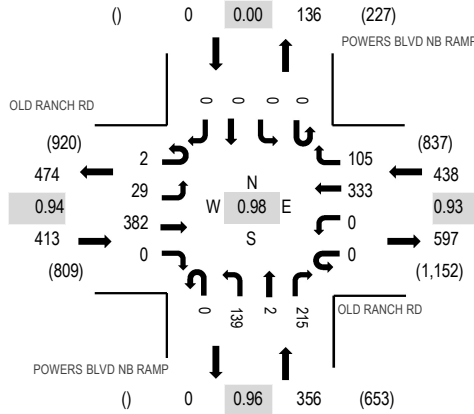 () 0 0.00 136 (227)
POWERS BLVD NB RAMP
OLD RANCH RD
0 0 0 0
(920) 2 105 (837)
474 29 N 333 438
0.94 W 0.98 E 0.93
413 382 S 0 597
(809) 0 0 (1,152)
0 139 2 215
OLD RANCH RD
POWERS BLVD NB RAMP
() 0 0.96 356 (653)